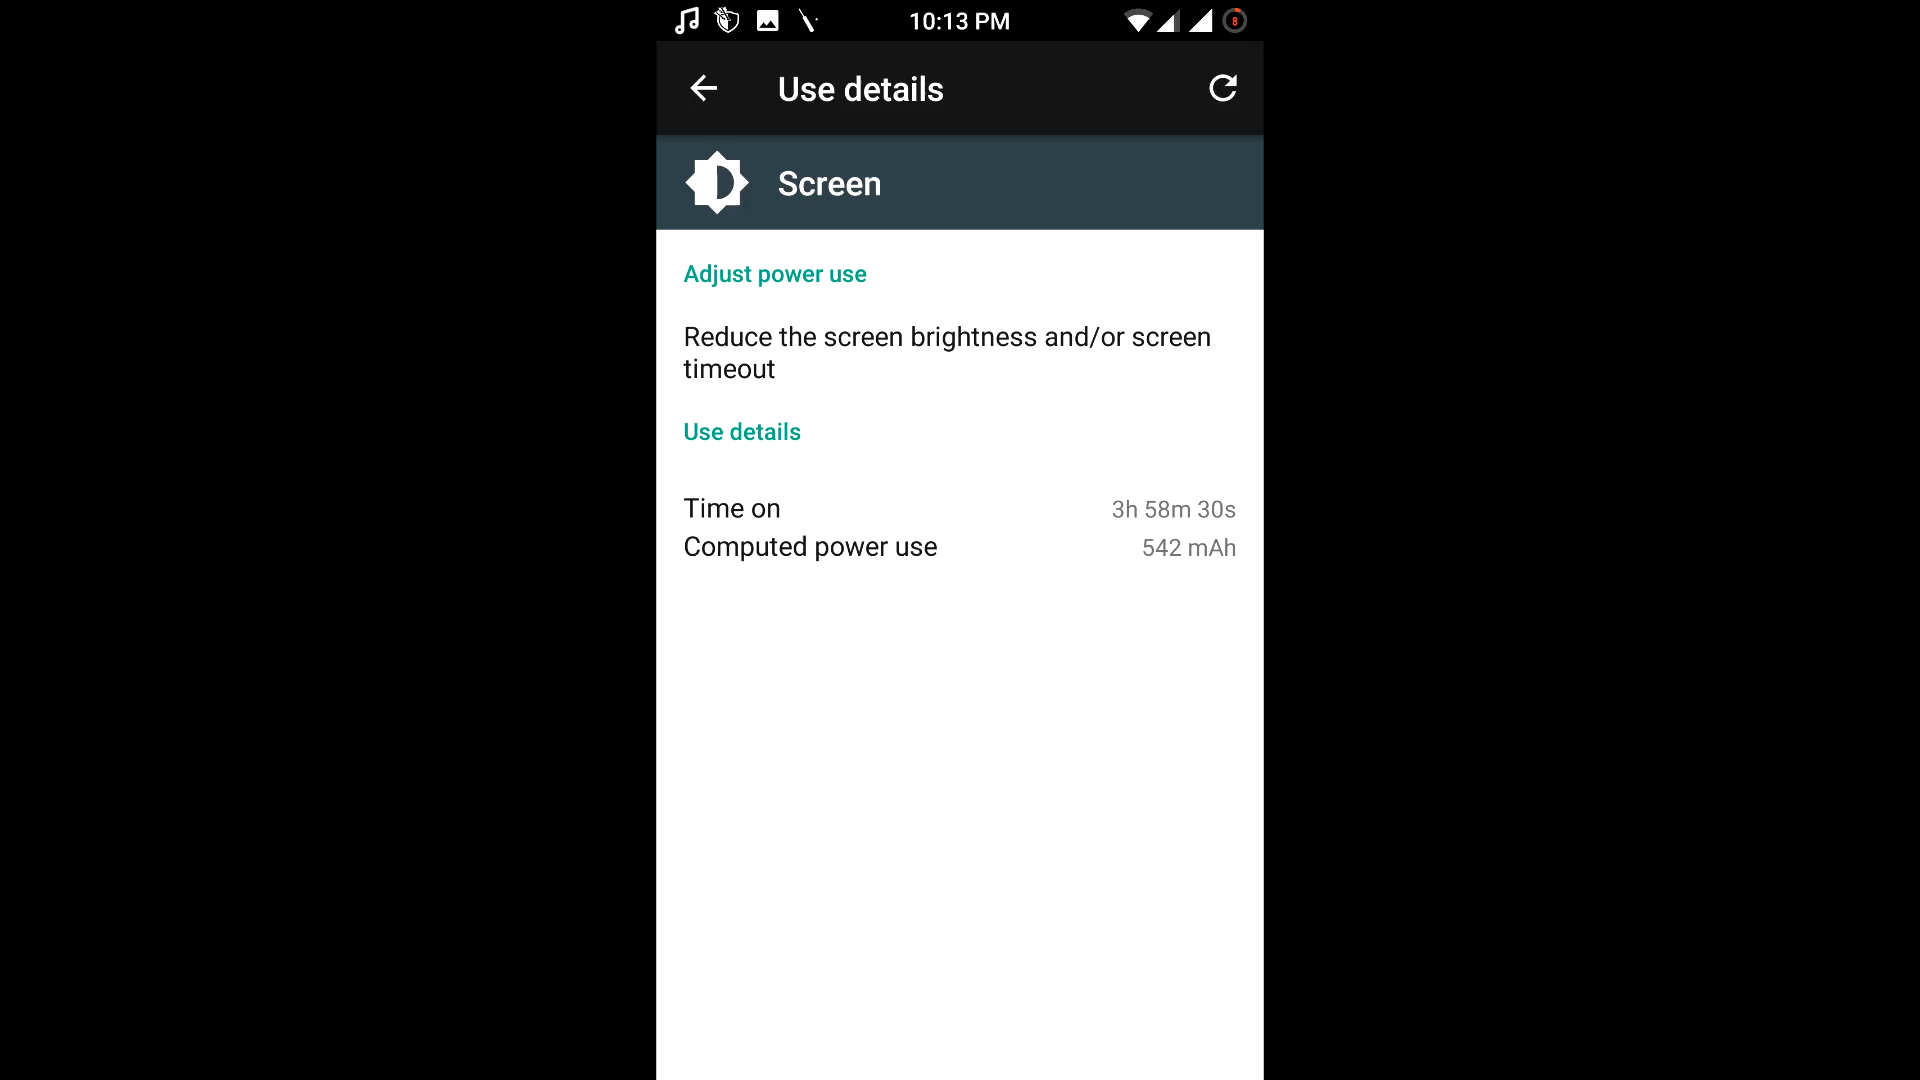 10:13 PM
8
Use details
Screen
Adjust power use
Reduce the screen brightness and/or screen
timeout
Use details
Time on 3h 58m 30s
Computed power use 542 mAh